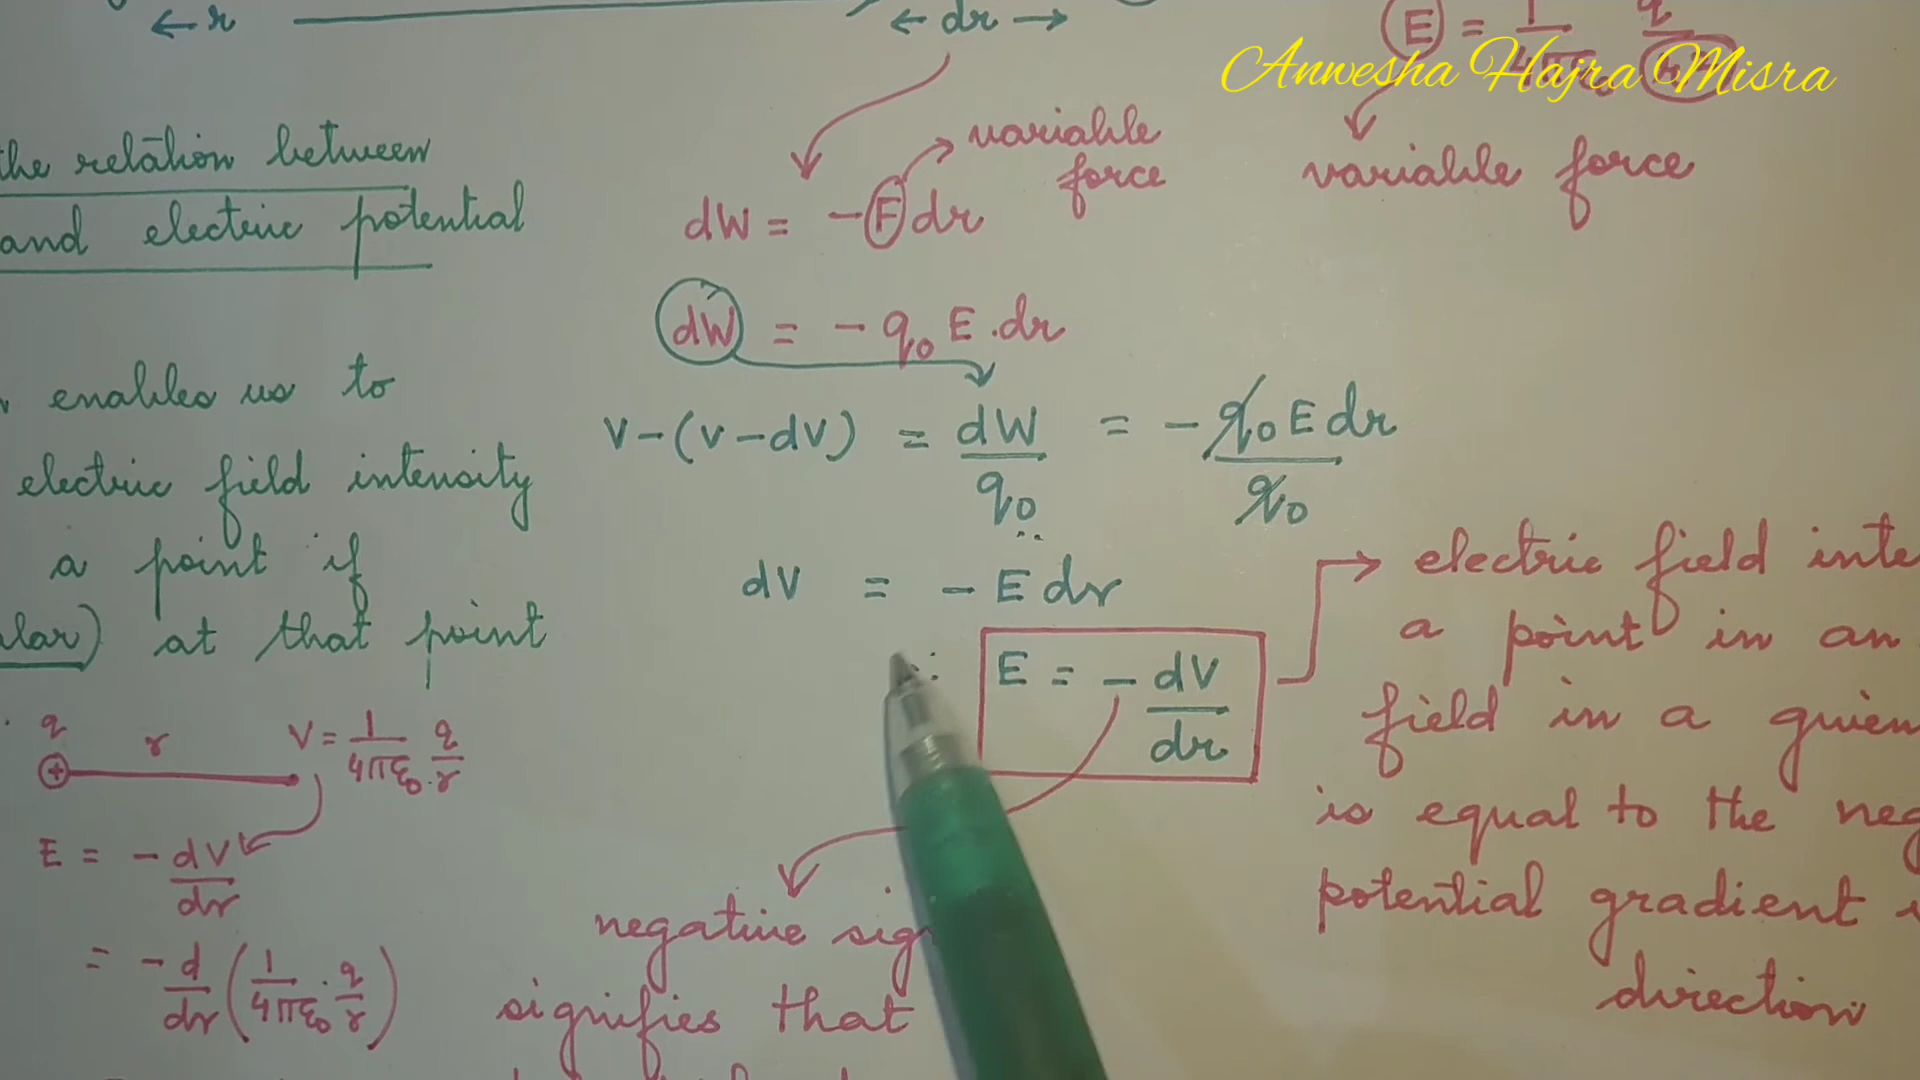 ← r
← dr →
E = 1/4πε₀ q
Anwesha Hajra Misra
the relation between
and electric potential
variable force
variable force
dW = -F dr
dW = - q₀ E . dr
enables us to
electric field intensity
a point if
lar) at that point
V - (V - dV) = dW/q₀ = - q₀ E dr/q₀
dV = - E dr
∴ E = - dV/dr
electric field inte
a point in an
field in a given
is equal to the neg
potential gradient
direction
q
r
V = 1/4πε₀ . q/r
E = - dV/dr
= - d/dr (1/4πε₀ . q/r)
negative sig
signifies that